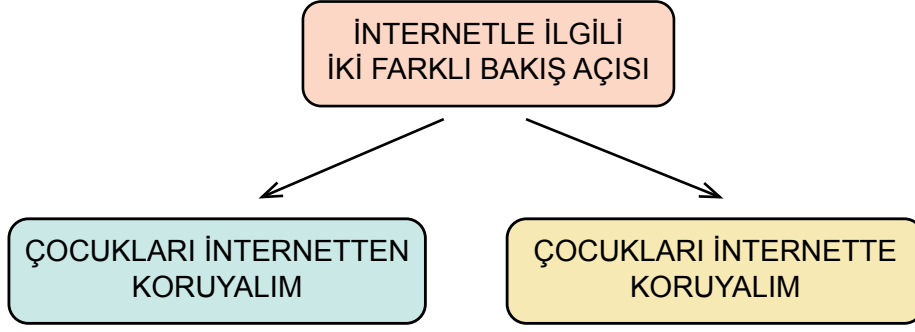 İNTERNETLE İLGİLİ
İKİ FARKLI BAKIŞ AÇISI
ÇOCUKLARI İNTERNETTEN
KORUYALIM
ÇOCUKLARI İNTERNETTE
KORUYALIM